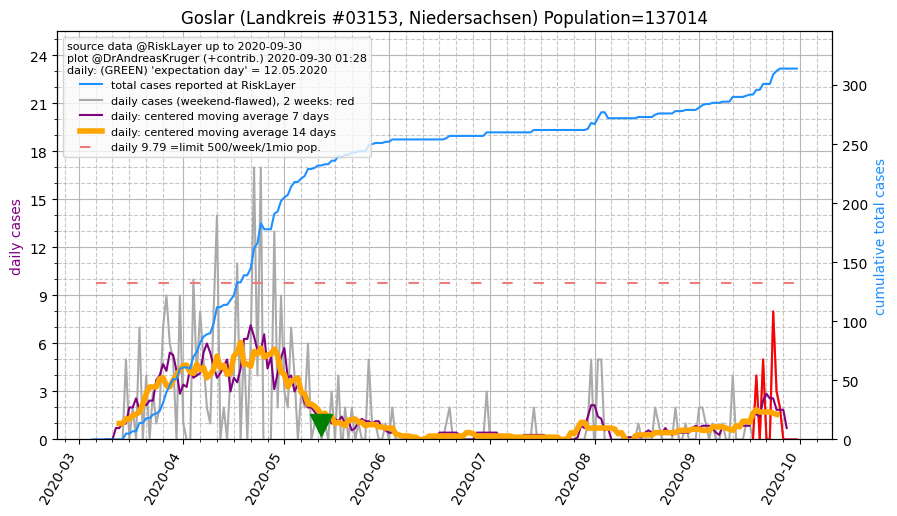 Goslar (Landkreis #03153, Niedersachsen) Population=137014
source data @RiskLayer up to 2020-09-30
plot @DrAndreasKruger (+contrib.) 2020-09-30 01:28
daily: (GREEN) 'expectation day' = 12.05.2020
total cases reported at RiskLayer
daily cases (weekend-flawed), 2 weeks: red
daily: centered moving average 7 days
daily: centered moving average 14 days
daily 9.79 =limit 500/week/1mio pop.
daily cases
24
21
18
15
12
9
6
3
0
cumulative total cases
300
250
200
150
100
50
0
2020-03
2020-04
2020-05
2020-06
2020-07
2020-08
2020-09
2020-10